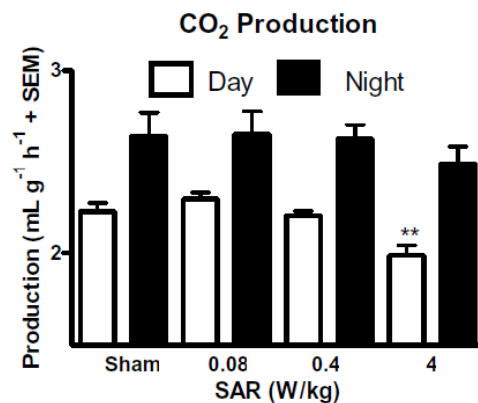 CO₂ Production
3
Day Night
**
2
Production (mL g⁻¹ h⁻¹ + SEM)
Sham 0.08 0.4 4
SAR (W/kg)